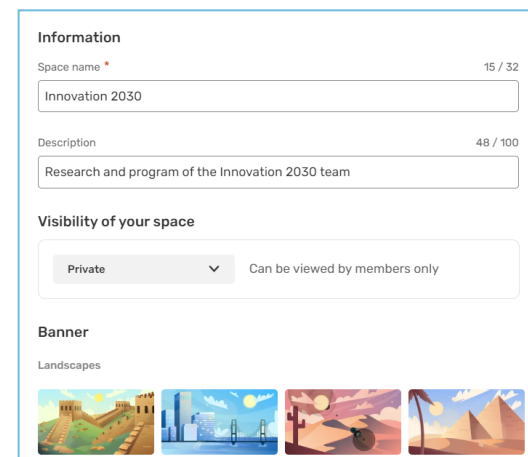 Information
Space name * 15 / 32
Innovation 2030
Description 48 / 100
Research and program of the Innovation 2030 team
Visibility of your space
Private Can be viewed by members only
Banner
Landscapes